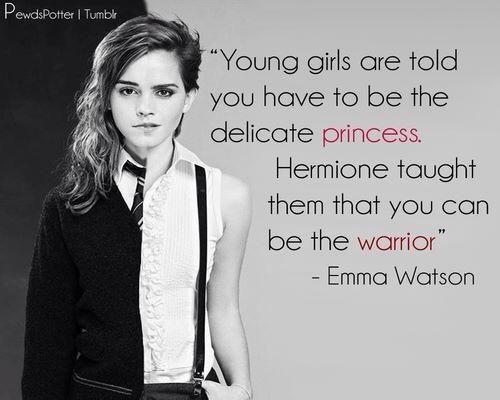 PewdsPotter | Tumblr
“Young girls are told
you have to be the
delicate princess.
Hermione taught
them that you can
be the warrior”
- Emma Watson